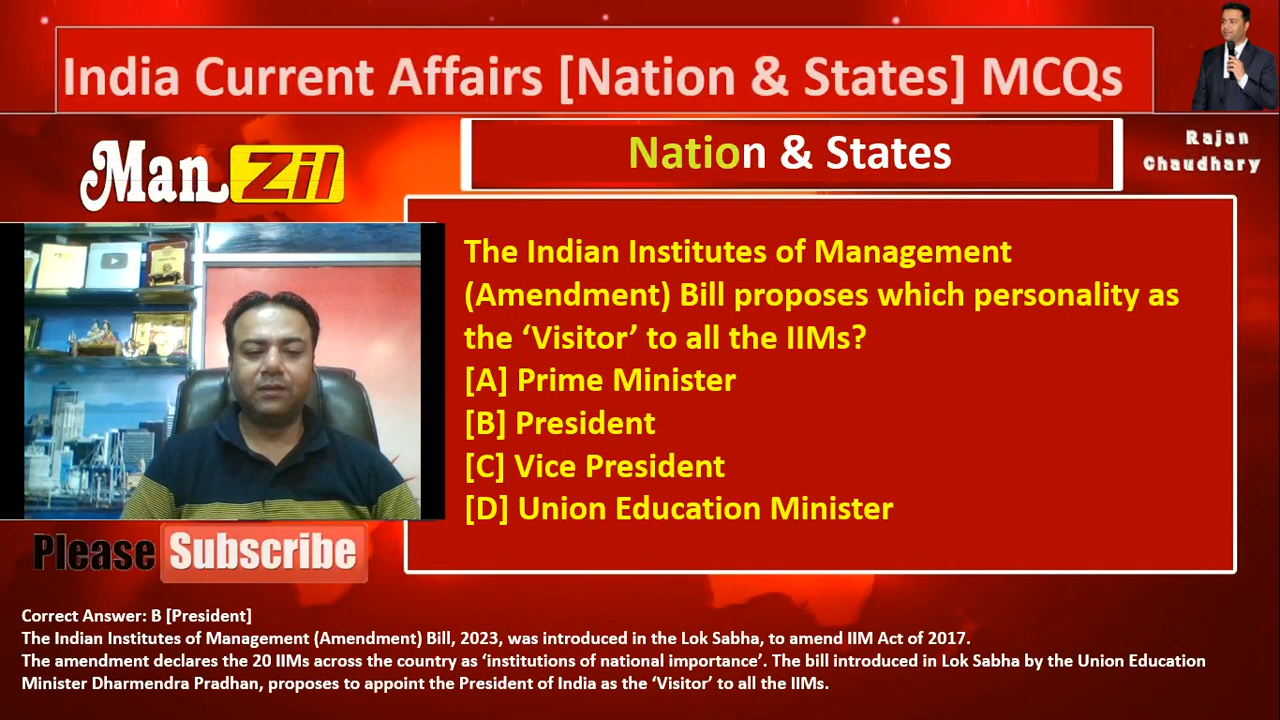 India Current Affairs [Nation & States] MCQs
Man Zil
Nation & States
Rajan
Chaudhary
The Indian Institutes of Management
(Amendment) Bill proposes which personality as
the ‘Visitor’ to all the IIMs?
[A] Prime Minister
[B] President
[C] Vice President
[D] Union Education Minister
Please Subscribe
Correct Answer: B [President]
The Indian Institutes of Management (Amendment) Bill, 2023, was introduced in the Lok Sabha, to amend IIM Act of 2017.
The amendment declares the 20 IIMs across the country as ‘institutions of national importance’. The bill introduced in Lok Sabha by the Union Education
Minister Dharmendra Pradhan, proposes to appoint the President of India as the ‘Visitor’ to all the IIMs.